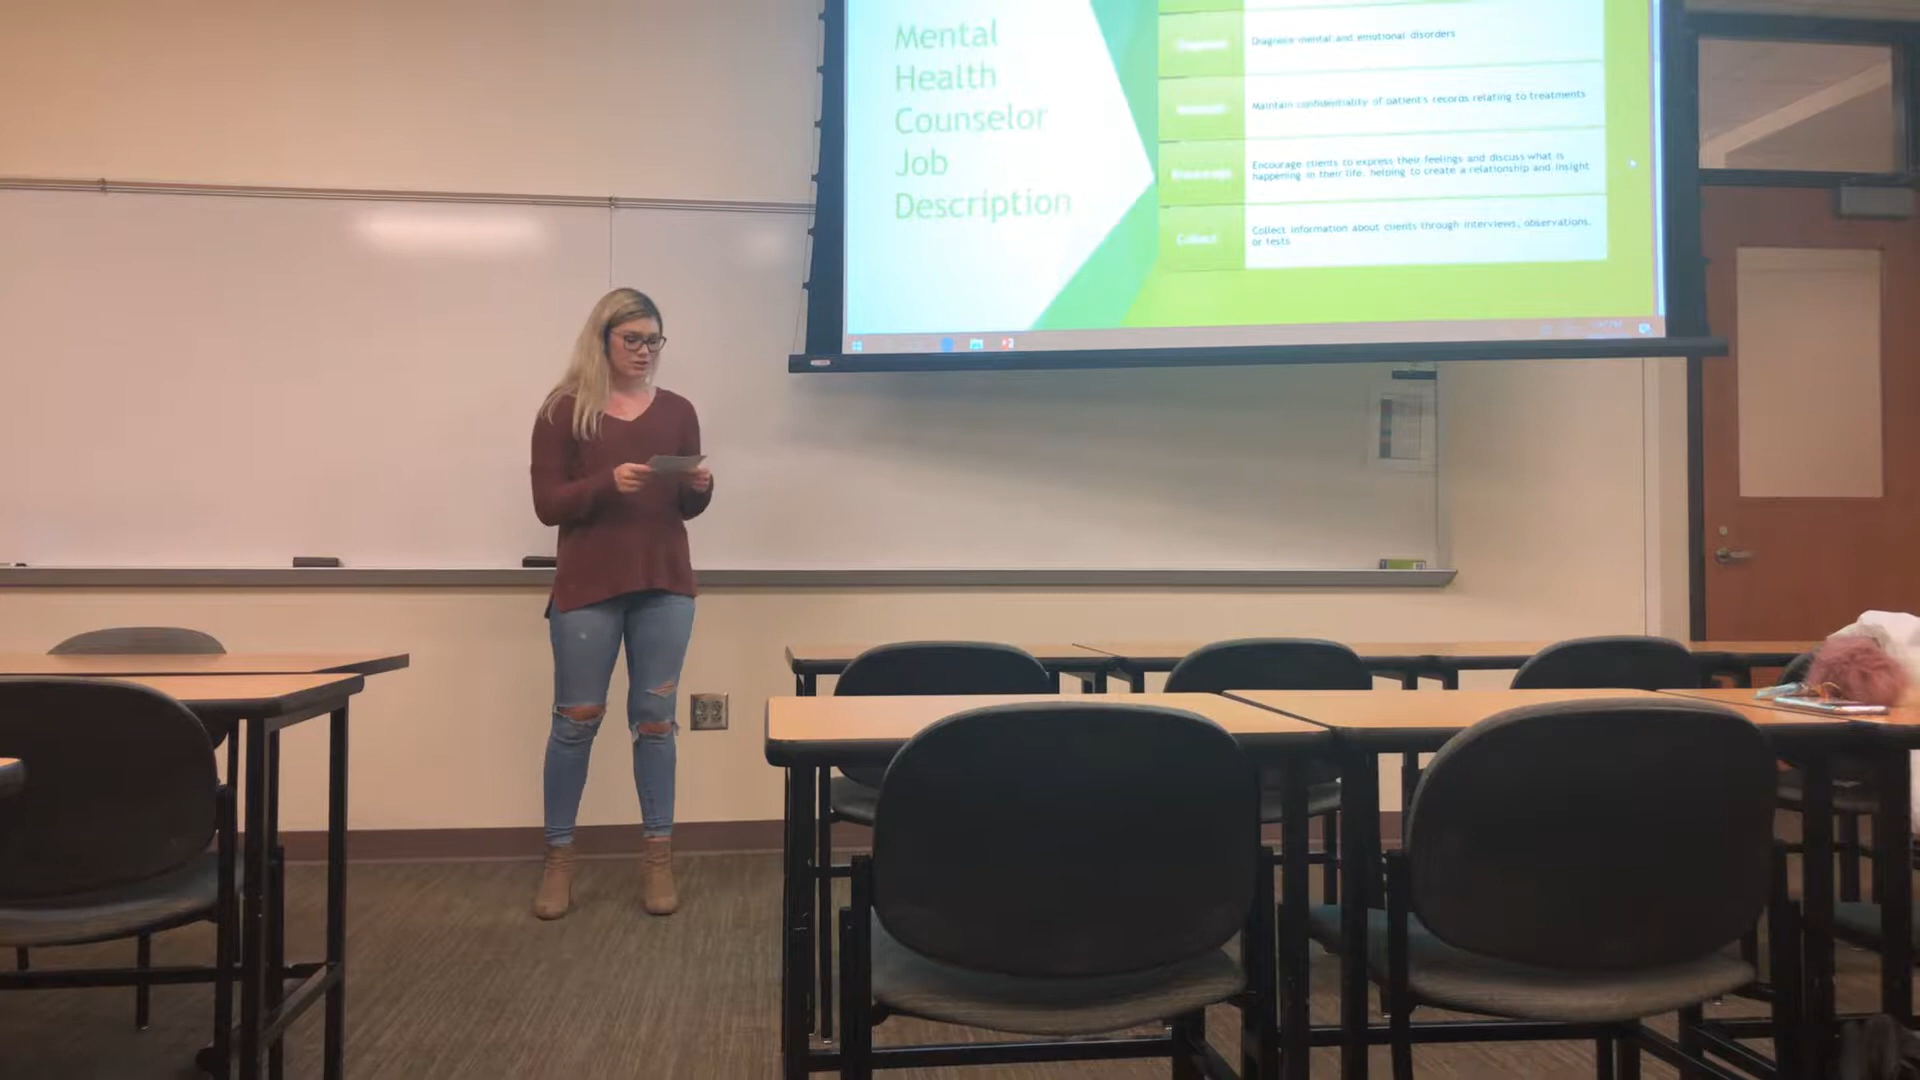 Mental
Health
Counselor
Job
Description
Diagnose
Diagnose mental and emotional disorders
Maintain confidentiality of patient's records relating to treatments
Encourage
Encourage clients to express their feelings and discuss what is
happening in their life, helping to create a relationship and insight
Collect
Collect information about clients through interviews, observations,
or tests